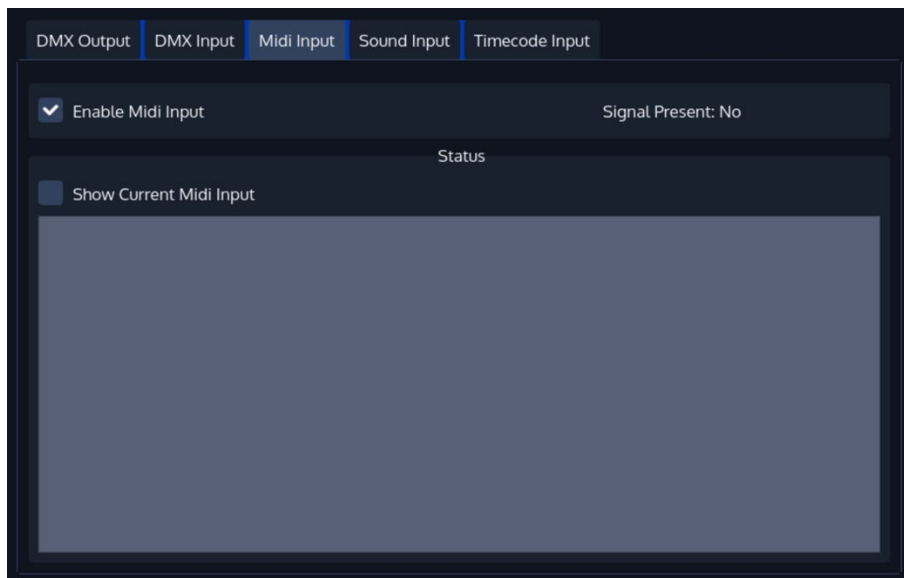 DMX Output DMX Input Midi Input Sound Input Timecode Input
Enable Midi Input Signal Present: No
Status
Show Current Midi Input